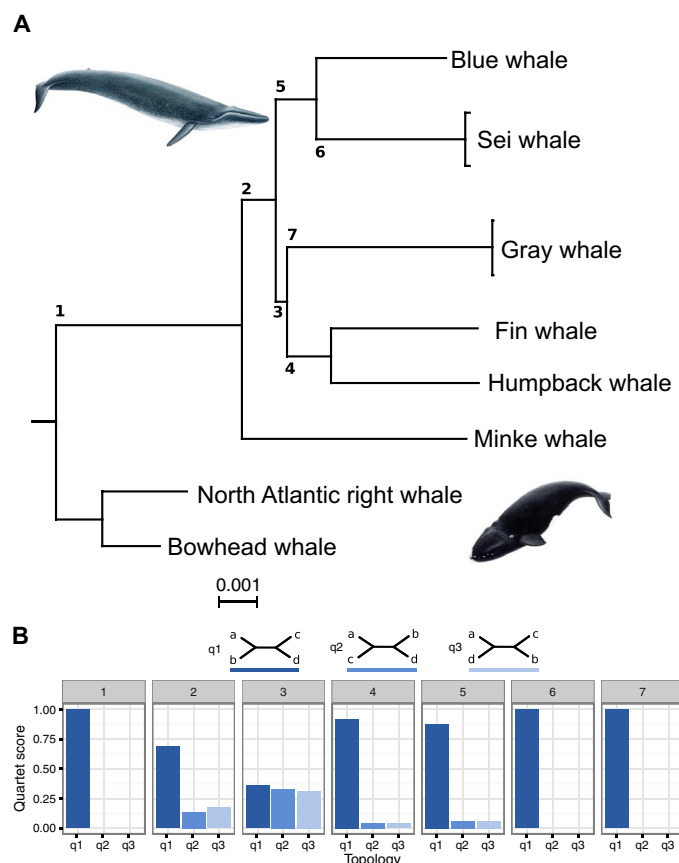 A
5
Blue whale
6
Sei whale
2
7
Gray whale
3
1
Fin whale
4
Humpback whale
Minke whale
North Atlantic right whale
Bowhead whale
0.001
B
a c a b a c
q1 q2 q3
b d c d d b
1 2 3 4 5 6 7
1.00
0.75
0.50
0.25
0.00
Quartet score
q1 q2 q3 q1 q2 q3 q1 q2 q3 q1 q2 q3 q1 q2 q3 q1 q2 q3 q1 q2 q3
Topology